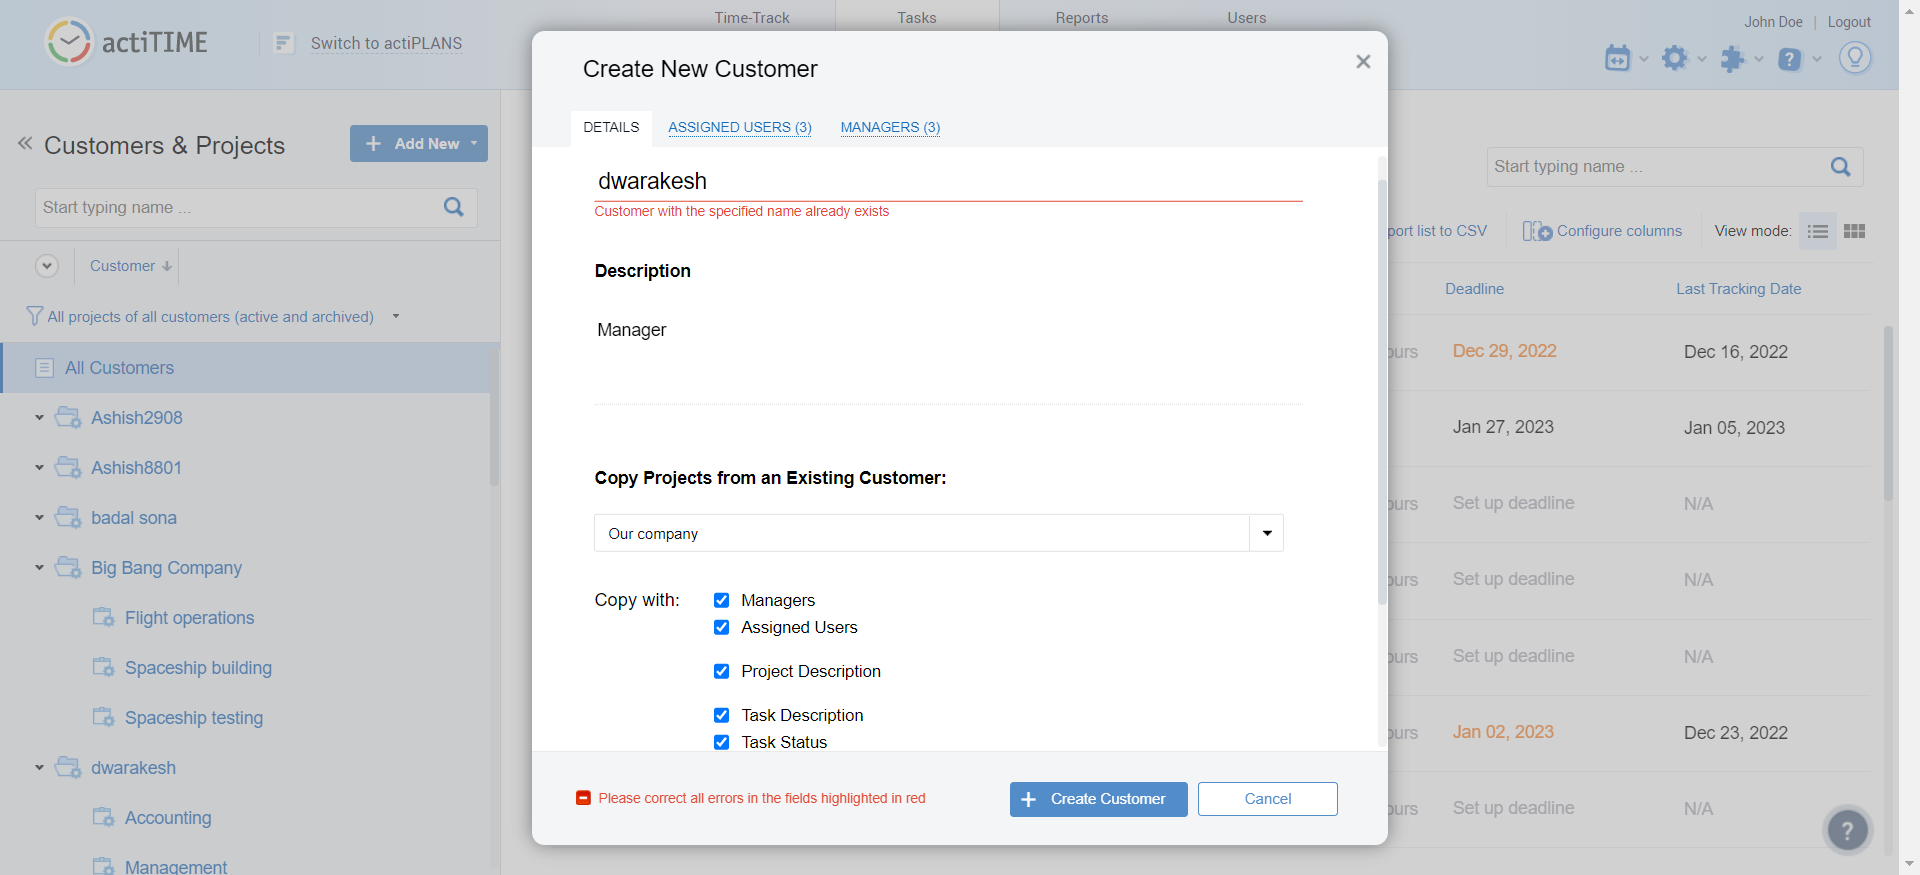 Time-Track
Tasks
Reports
Users
John Doe | Logout
actiTIME
Switch to actiPLANS
Create New Customer
DETAILS
ASSIGNED USERS (3)
MANAGERS (3)
Customers & Projects
Add New
Start typing name ...
Customer
All projects of all customers (active and archived)
All Customers
Ashish2908
Ashish8801
badal sona
Big Bang Company
Flight operations
Spaceship building
Spaceship testing
dwarakesh
Accounting
Management
dwarakesh
Customer with the specified name already exists
Description
Manager
Copy Projects from an Existing Customer:
Our company
Copy with:
Managers
Assigned Users
Project Description
Task Description
Task Status
Please correct all errors in the fields highlighted in red
Create Customer
Cancel
Start typing name ...
port list to CSV
Configure columns
View mode:
Deadline
Last Tracking Date
ours
Dec 29, 2022
Dec 16, 2022
Jan 27, 2023
Jan 05, 2023
ours
Set up deadline
N/A
ours
Set up deadline
N/A
ours
Set up deadline
N/A
ours
Jan 02, 2023
Dec 23, 2022
ours
Set up deadline
N/A
?